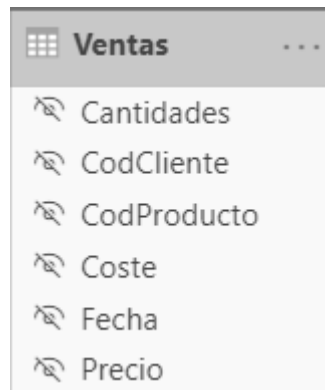 Ventas
Cantidades
CodCliente
CodProducto
Coste
Fecha
Precio